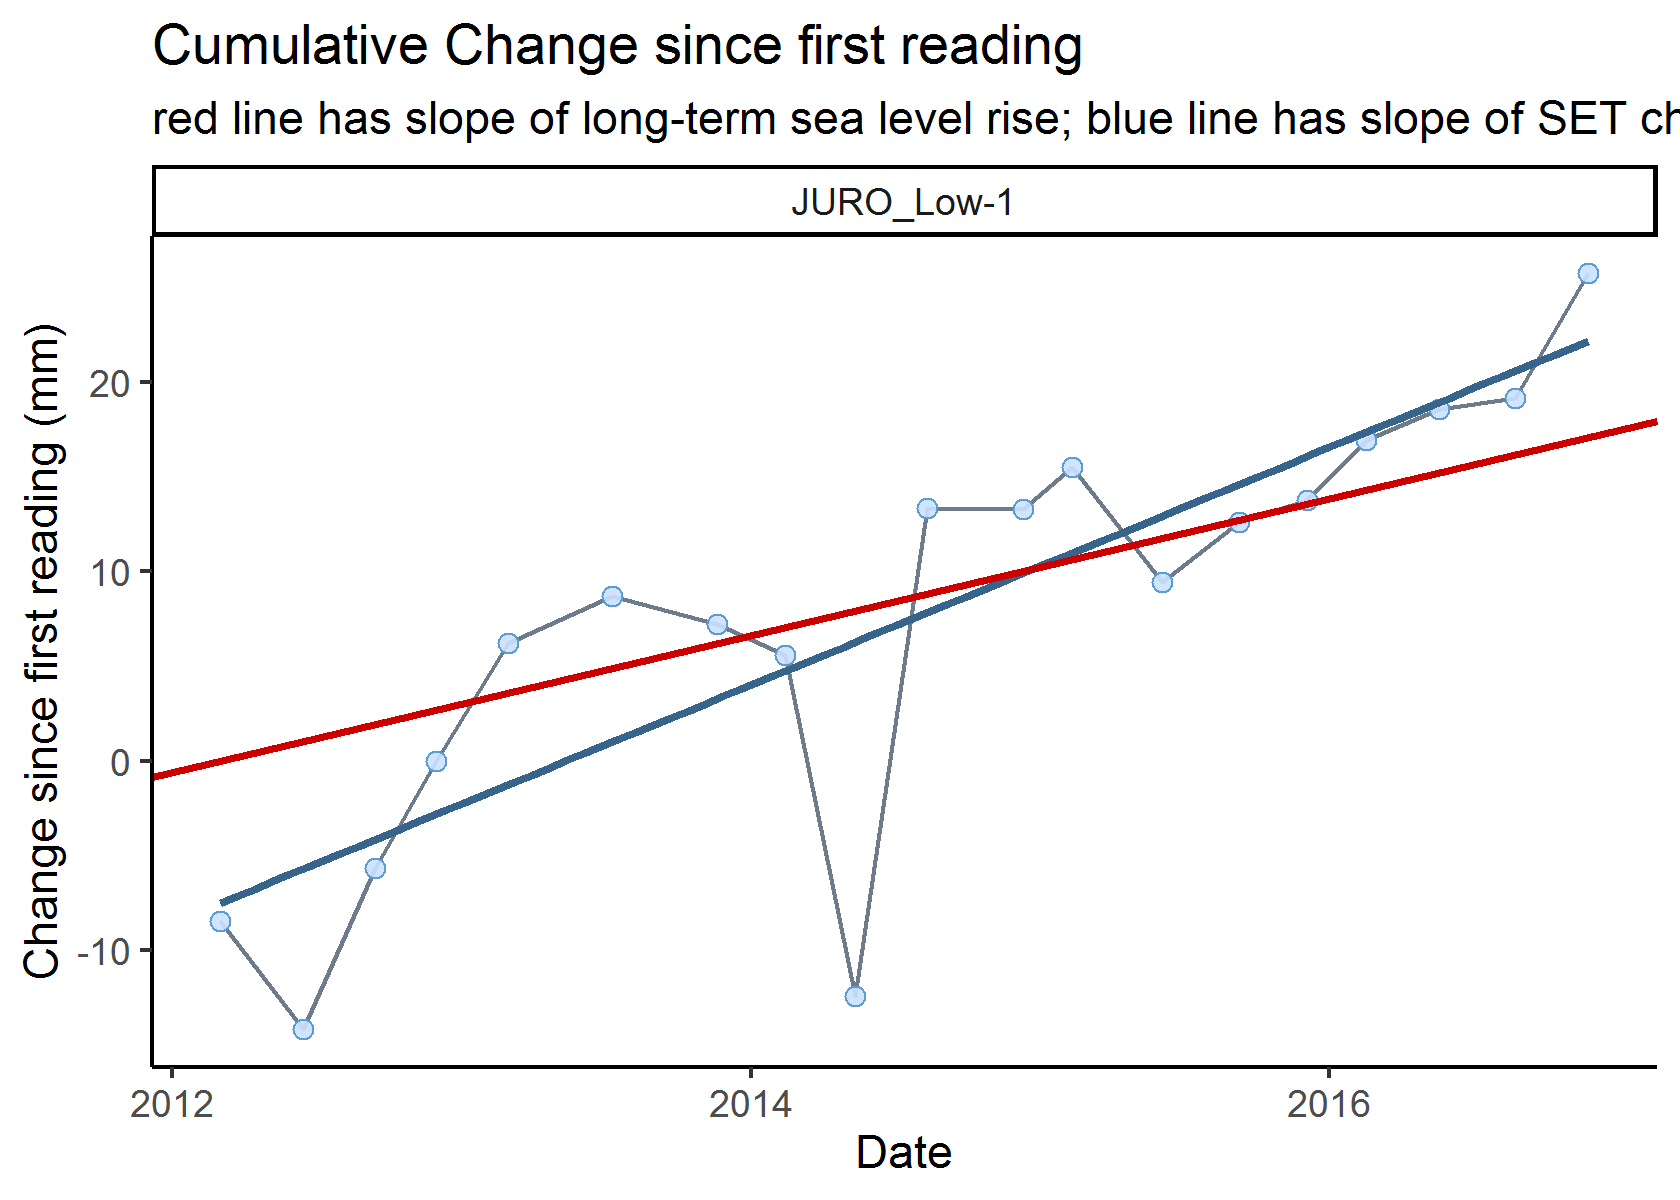 Cumulative Change since first reading
red line has slope of long-term sea level rise; blue line has slope of SET ch
JURO_Low-1
Change since first reading (mm)
20
10
0
-10
2012
2014
2016
Date